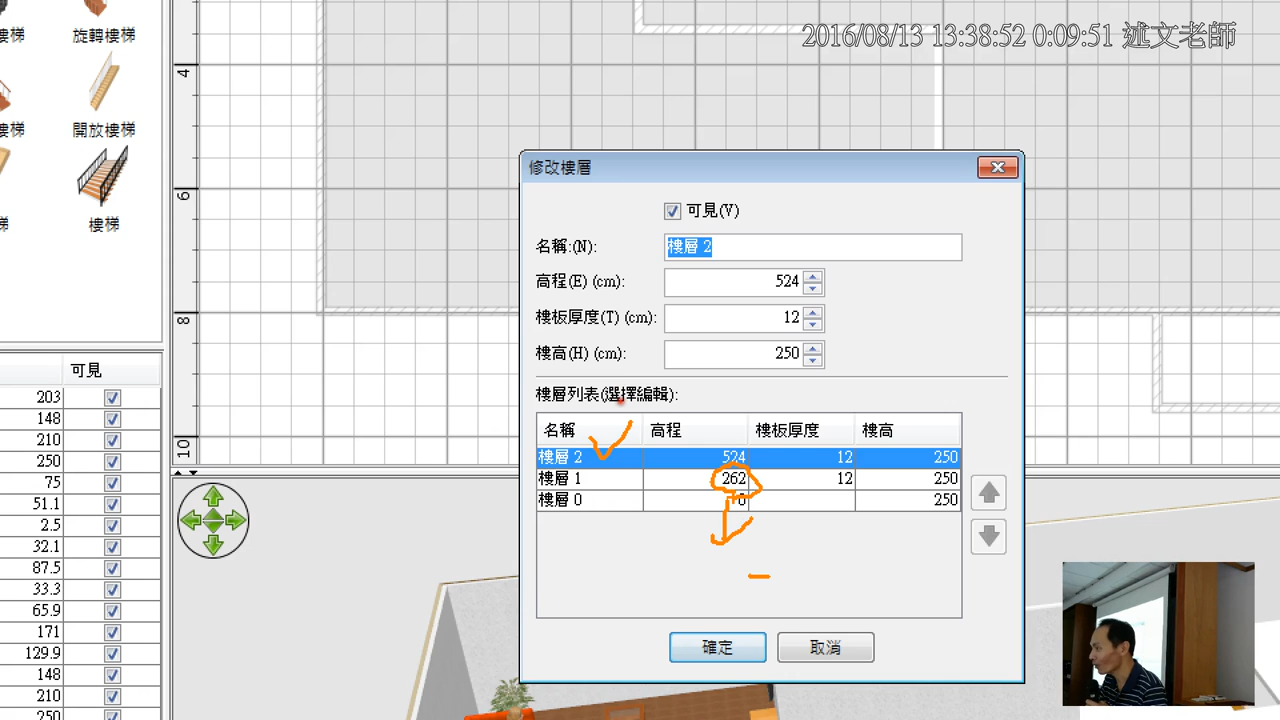 2016/08/13 13:38:52 0:09:51 述文老師
樓梯
旋轉樓梯
樓梯
開放樓梯
梯
樓梯
4
6
8
10
修改樓層
可見(V)
名稱:(N):
樓層 2
高程(E) (cm):
524
樓板厚度(T) (cm):
12
樓高(H) (cm):
250
樓層列表(選擇編輯):
名稱 高程 樓板厚度 樓高
樓層 2 524 12 250
樓層 1 262 12 250
樓層 0 0 250
確定
取消
可見
203
148
210
250
75
51.1
2.5
32.1
87.5
33.3
65.9
171
129.9
148
210
250